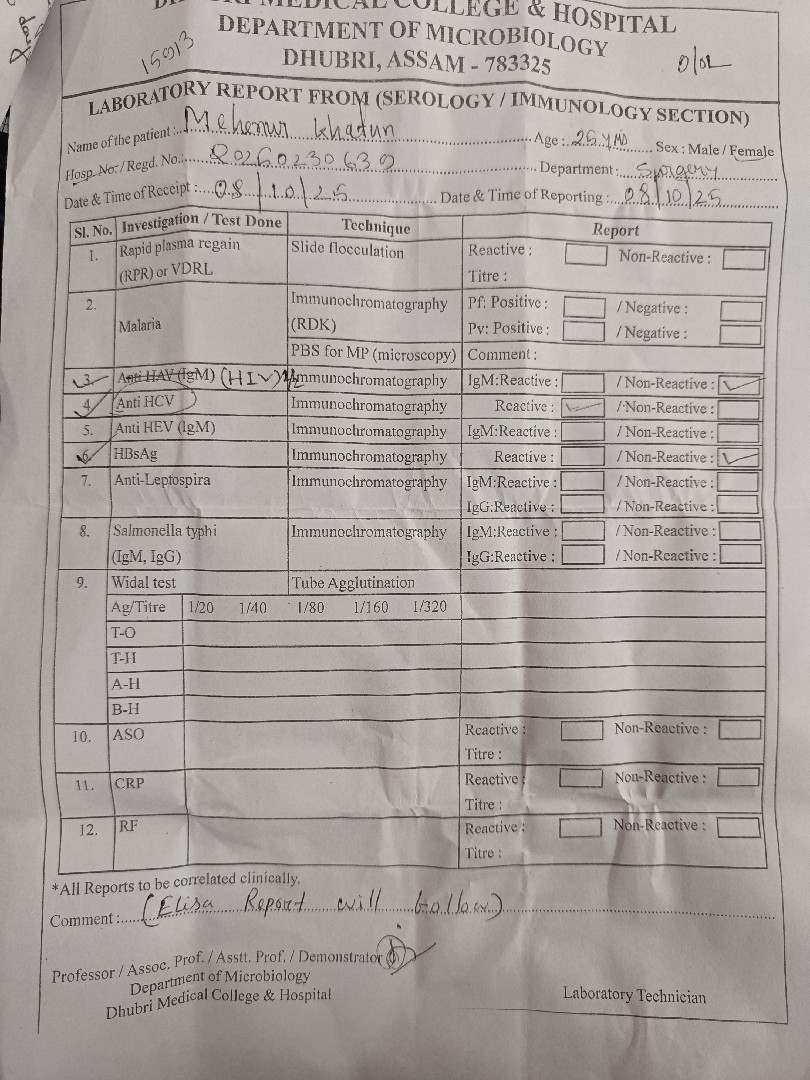 MEDICAL COLLEGE & HOSPITAL
DEPARTMENT OF MICROBIOLOGY
DHUBRI, ASSAM - 783325
15913
0/02
LABORATORY REPORT FROM (SEROLOGY / IMMUNOLOGY SECTION)
Name of the patient : Mehenur Khatun Age : 25 Sex : Male / Female
Hosp. No./ Regd. No. Department : Surgery
Date & Time of Receipt : 08/10/25 Date & Time of Reporting : 08/10/25
Sl. No. Investigation / Test Done Technique Report
1. Rapid plasma regain Slide flocculation Reactive : Non-Reactive :
(RPR) or VDRL Titre :
2. Malaria Immunochromatography Pf: Positive : / Negative :
(RDK) Pv: Positive : / Negative :
PBS for MP (microscopy) Comment :
3. Anti HAV (IgM) (HIV) 1/2 Immunochromatography IgM:Reactive : / Non-Reactive : ✓
4. Anti HCV Immunochromatography Reactive : ✓ / Non-Reactive :
5. Anti HEV (IgM) Immunochromatography IgM:Reactive : / Non-Reactive :
6. HBsAg Immunochromatography Reactive : / Non-Reactive : ✓
7. Anti-Leptospira Immunochromatography IgM:Reactive : / Non-Reactive :
IgG:Reactive : / Non-Reactive :
8. Salmonella typhi Immunochromatography IgM:Reactive : / Non-Reactive :
(IgM, IgG) IgG:Reactive : / Non-Reactive :
9. Widal test Tube Agglutination
Ag/Titre 1/20 1/40 1/80 1/160 1/320
T-O
T-H
A-H
B-H
10. ASO Reactive : Non-Reactive :
Titre :
11. CRP Reactive : Non-Reactive :
Titre :
12. RF Reactive : Non-Reactive :
Titre :
*All Reports to be correlated clinically.
Comment : (Elisa Report will follow)
Professor / Assoc. Prof. / Asstt. Prof. / Demonstrator
Department of Microbiology
Dhubri Medical College & Hospital
Laboratory Technician